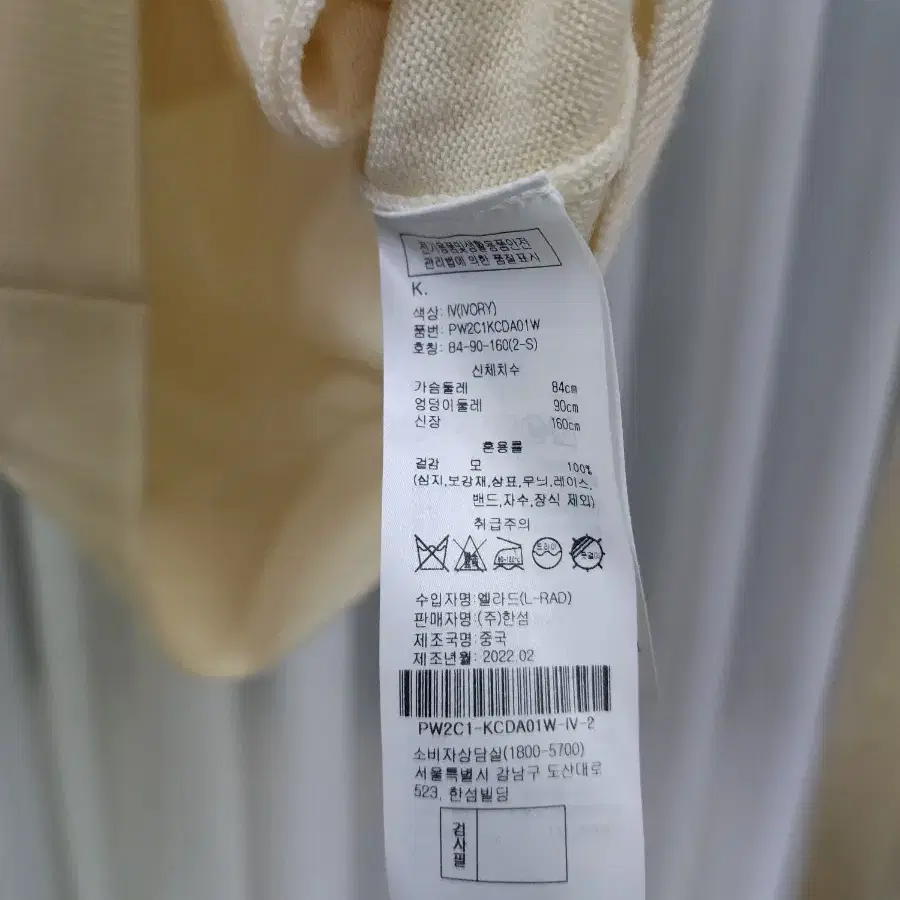 전기용품및생활용품안전
관리법에 의한 품질표시
K.
색상: IV(IVORY)
품번: PW2C1KCDA01W
호칭: 84-90-160(2-S)
신체치수
가슴둘레 84cm
엉덩이둘레 90cm
신장 160cm
혼용률
겉감 모 100%
(심지,보강재,상표,무늬,레이스,
밴드,자수,장식 제외)
취급주의
드라이
수입자명:엘라드(L-RAD)
판매자명:(주)한섬
제조국명:중국
제조년월: 2022.02
PW2C1-KCDA01W-IV-2
소비자상담실(1800-5700)
서울특별시 강남구 도산대로
523, 한섬빌딩
검사필